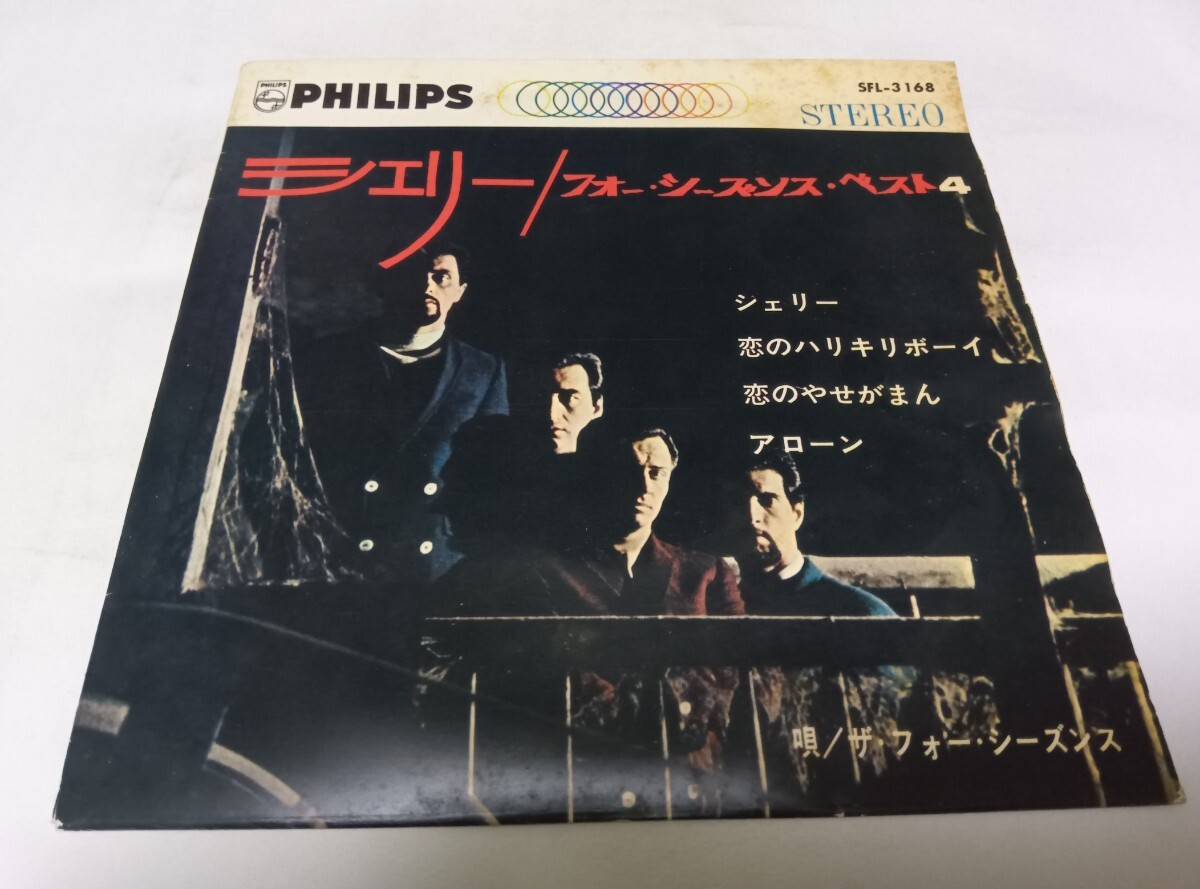 PHILIPS
PHILIPS
SFL-3168
STEREO
シェリー/フォー・シーズンス・ベスト4
シェリー
恋のハリキリボーイ
恋のやせがまん
アローン
唄/ザ・フォー・シーズンス